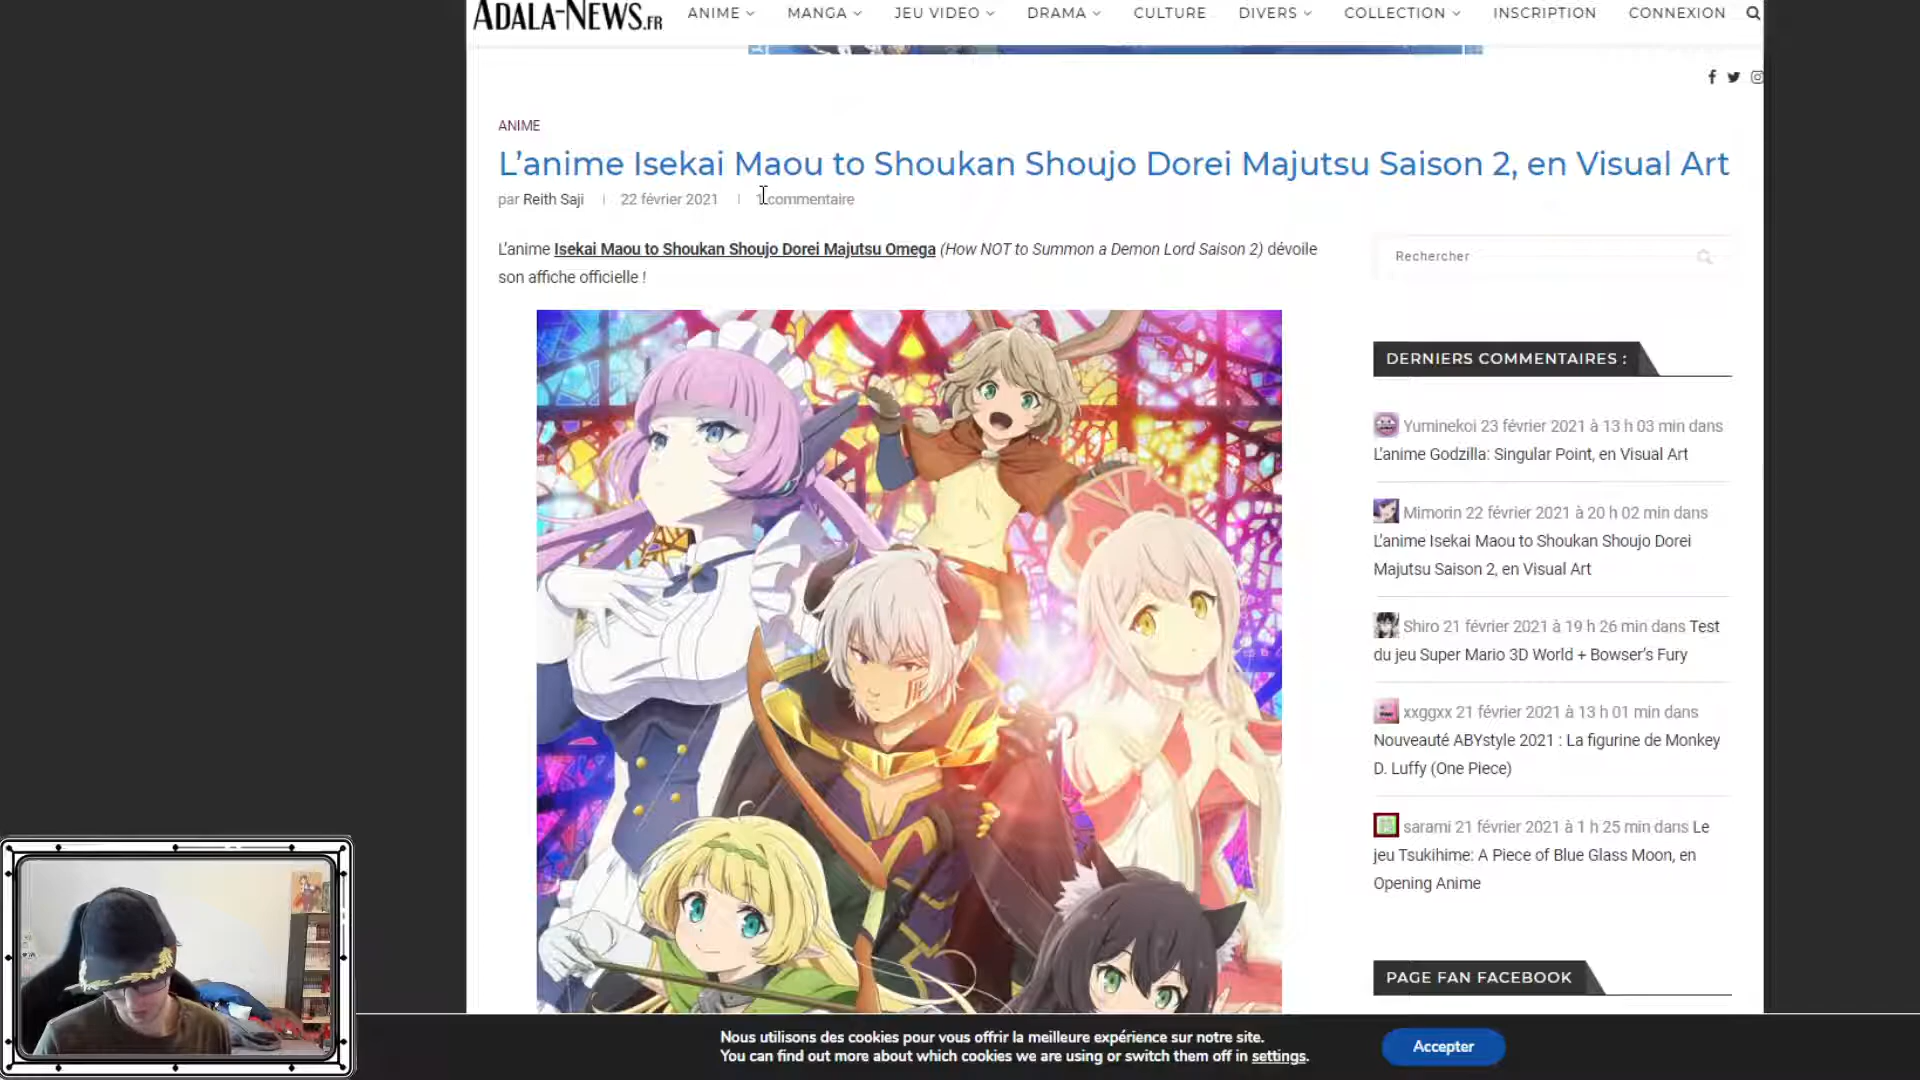 ADALA-NEWS.FR
ANIME
MANGA
JEU VIDEO
DRAMA
CULTURE
DIVERS
COLLECTION
INSCRIPTION
CONNEXION
ANIME
L'anime Isekai Maou to Shoukan Shoujo Dorei Majutsu Saison 2, en Visual Art
par Reith Saji | 22 février 2021 | 1 commentaire
L'anime Isekai Maou to Shoukan Shoujo Dorei Majutsu Omega (How NOT to Summon a Demon Lord Saison 2) dévoile
son affiche officielle !
Rechercher
DERNIERS COMMENTAIRES :
Yuminekoi 23 février 2021 à 13 h 03 min dans
L'anime Godzilla: Singular Point, en Visual Art
Mimorin 22 février 2021 à 20 h 02 min dans
L'anime Isekai Maou to Shoukan Shoujo Dorei
Majutsu Saison 2, en Visual Art
Shiro 21 février 2021 à 19 h 26 min dans Test
du jeu Super Mario 3D World + Bowser's Fury
xxggxx 21 février 2021 à 13 h 01 min dans
Nouveauté ABYstyle 2021 : La figurine de Monkey
D. Luffy (One Piece)
sarami 21 février 2021 à 1 h 25 min dans Le
jeu Tsukihime: A Piece of Blue Glass Moon, en
Opening Anime
PAGE FAN FACEBOOK
Nous utilisons des cookies pour vous offrir la meilleure expérience sur notre site.
You can find out more about which cookies we are using or switch them off in settings.
Accepter